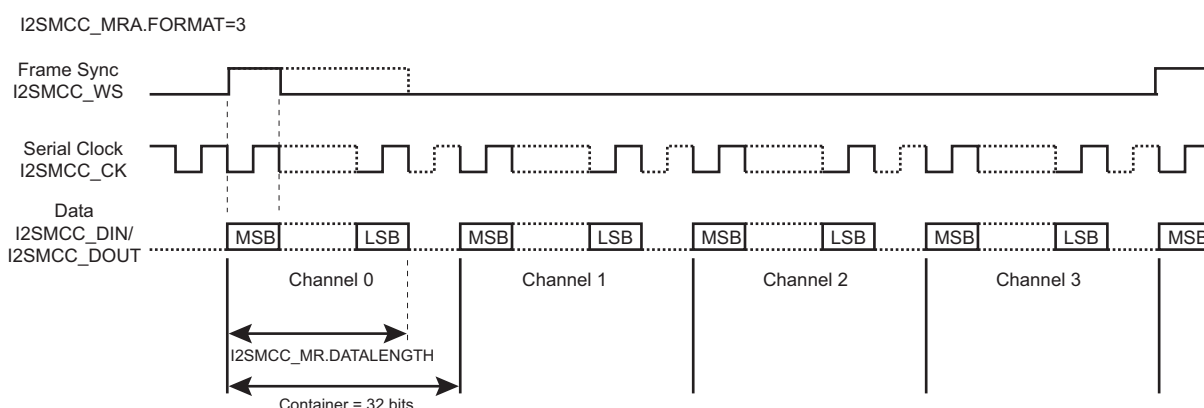 I2SMCC_MRA.FORMAT=3
Frame Sync
I2SMCC_WS
Serial Clock
I2SMCC_CK
Data
I2SMCC_DIN/
I2SMCC_DOUT
MSB LSB MSB LSB MSB LSB MSB LSB MSB
Channel 0 Channel 1 Channel 2 Channel 3
I2SMCC_MR.DATALENGTH
Container = 32 bits